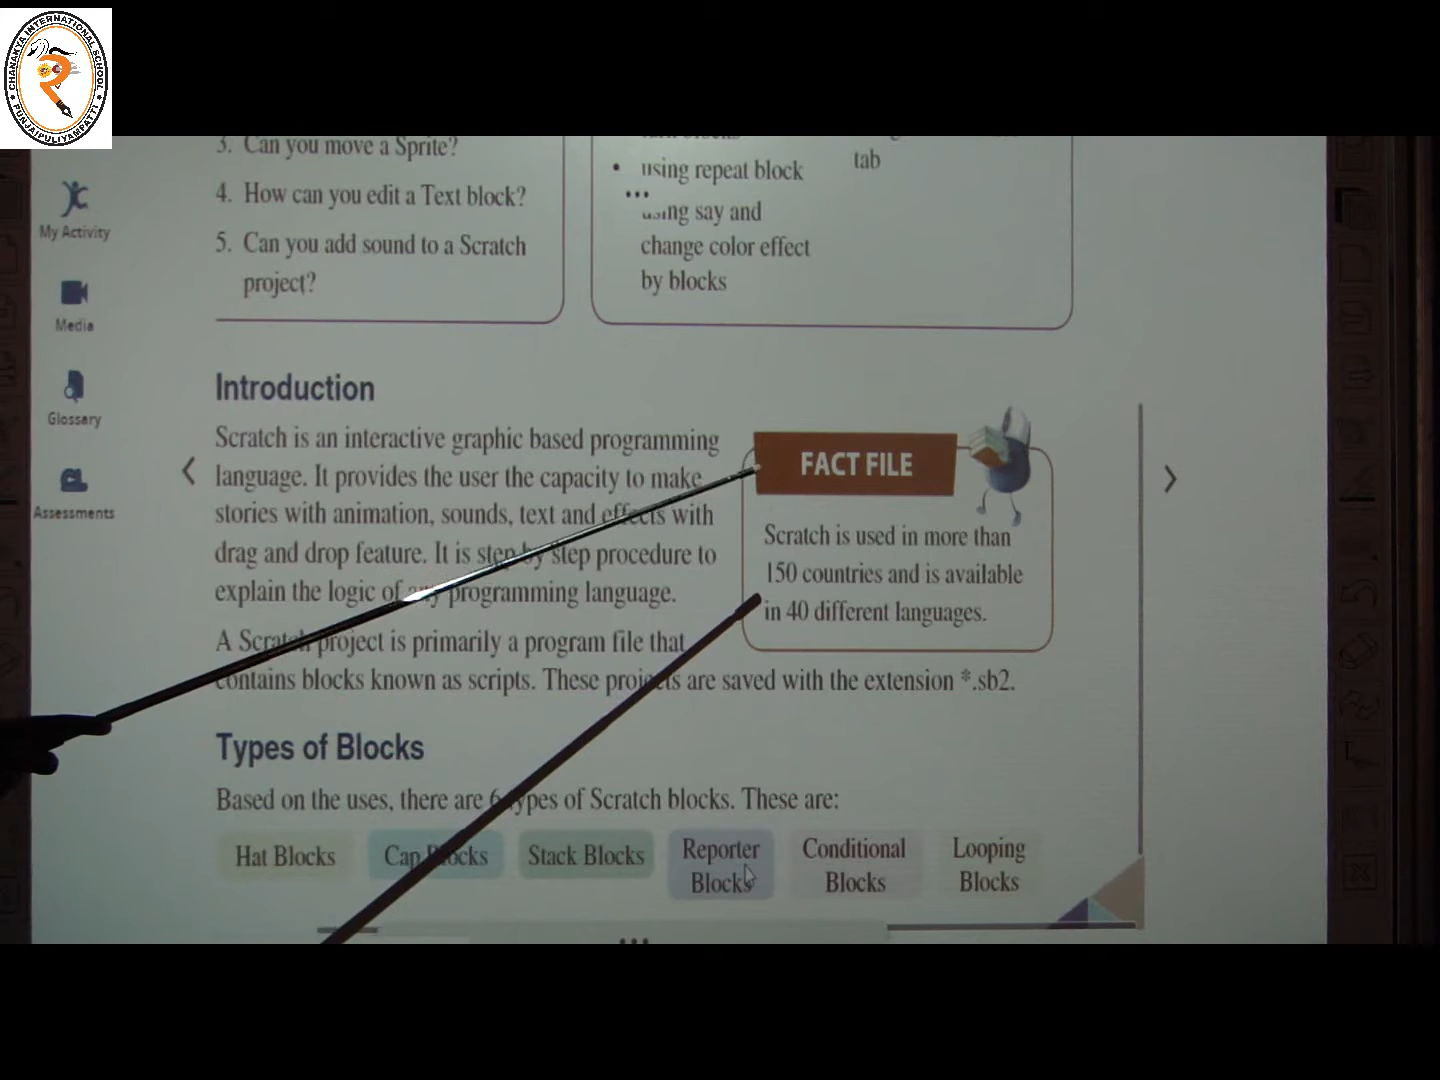 CHANAKYA INTERNATIONAL SCHOOL
PUNJAIPULIYAMPATTI
My Activity
Media
Glossary
Assessments
3. Can you move a Sprite?
4. How can you edit a Text block?
5. Can you add sound to a Scratch
project?
• using repeat block
using say and
change color effect
by blocks
tab
Introduction
Scratch is an interactive graphic based programming
language. It provides the user the capacity to make
stories with animation, sounds, text and effects with
drag and drop feature. It is step by step procedure to
explain the logic of any programming language.
A Scratch project is primarily a program file that
contains blocks known as scripts. These projects are saved with the extension *.sb2.
FACT FILE
Scratch is used in more than
150 countries and is available
in 40 different languages.
Types of Blocks
Based on the uses, there are 6 types of Scratch blocks. These are:
Hat Blocks
Cap Blocks
Stack Blocks
Reporter
Blocks
Conditional
Blocks
Looping
Blocks